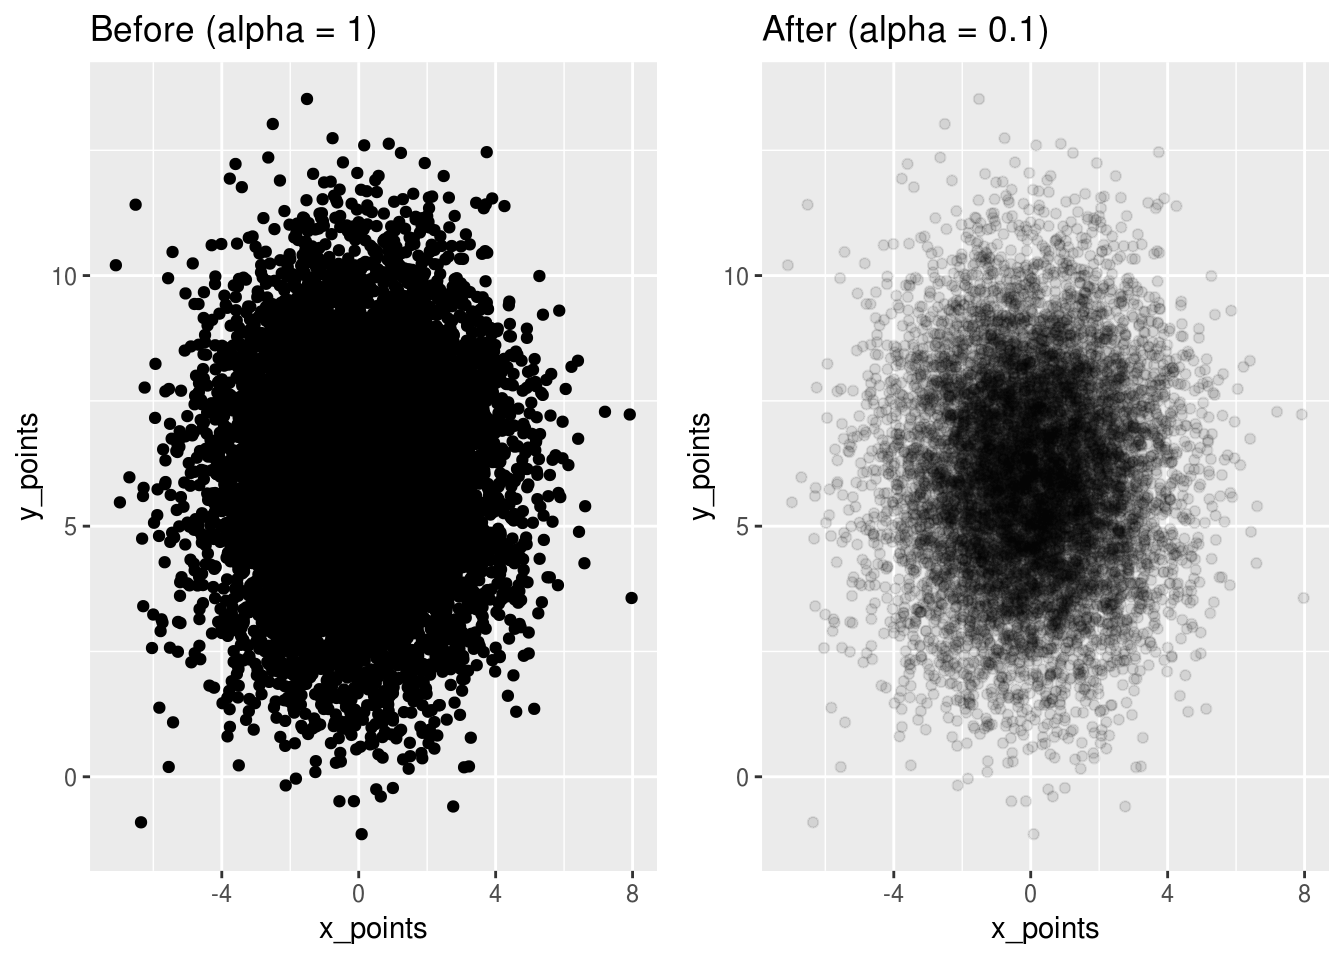 Before (alpha = 1)
10
5
0
-4 0 4 8
x_points
y_points
After (alpha = 0.1)
10
5
0
-4 0 4 8
x_points
y_points